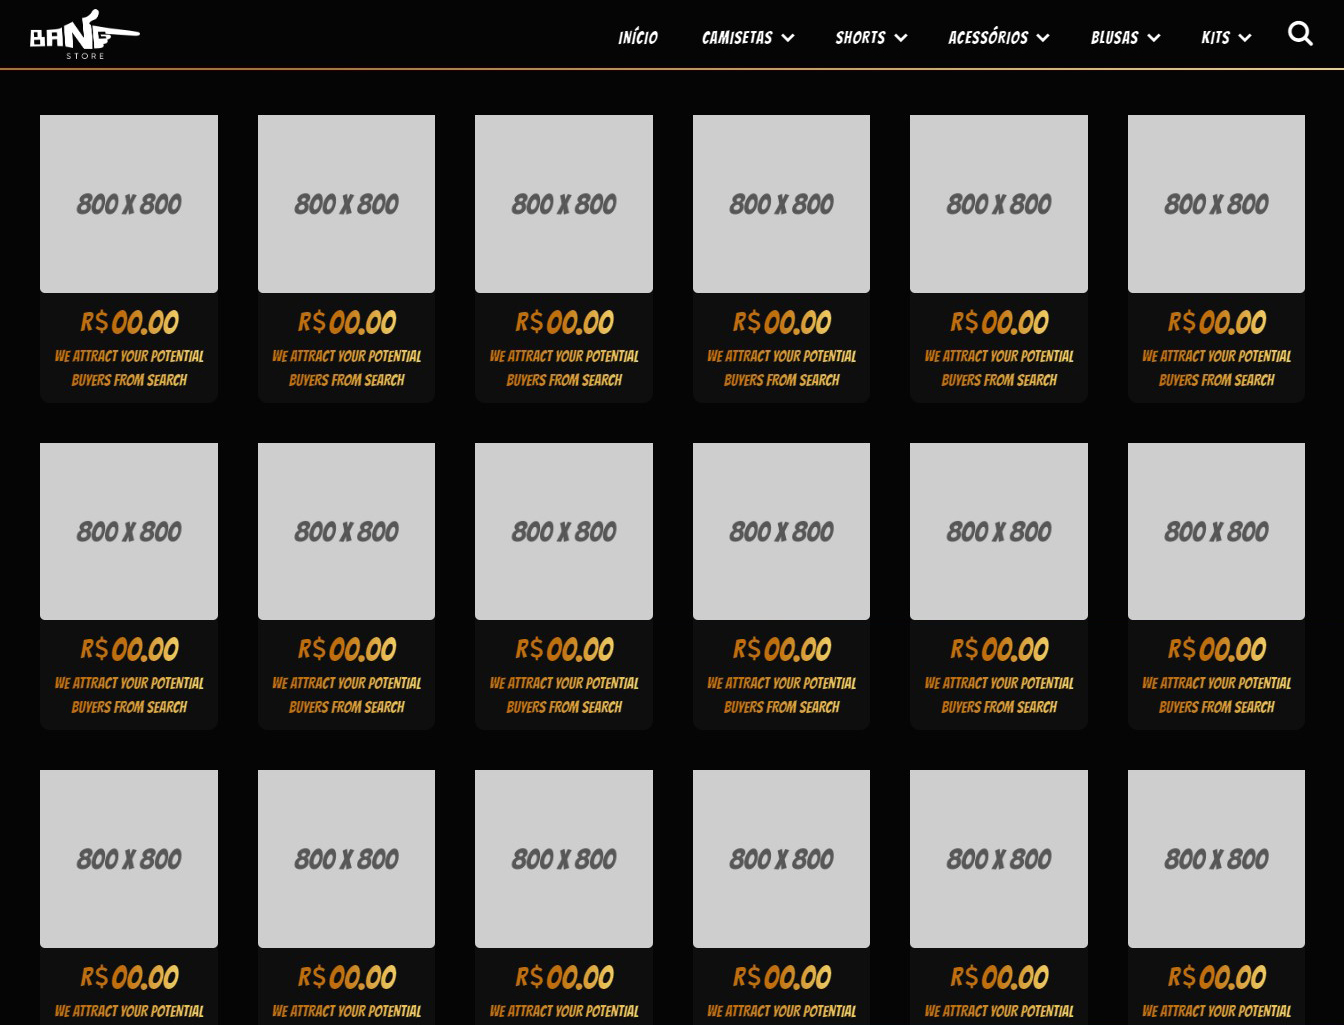 BANG
STORE
INÍCIO CAMISETAS SHORTS ACESSÓRIOS BLUSAS KITS
800 X 800 800 X 800 800 X 800 800 X 800 800 X 800 800 X 800
R$00.00 R$00.00 R$00.00 R$00.00 R$00.00 R$00.00
WE ATTRACT YOUR POTENTIAL WE ATTRACT YOUR POTENTIAL WE ATTRACT YOUR POTENTIAL WE ATTRACT YOUR POTENTIAL WE ATTRACT YOUR POTENTIAL WE ATTRACT YOUR POTENTIAL
BUYERS FROM SEARCH BUYERS FROM SEARCH BUYERS FROM SEARCH BUYERS FROM SEARCH BUYERS FROM SEARCH BUYERS FROM SEARCH
800 X 800 800 X 800 800 X 800 800 X 800 800 X 800 800 X 800
R$00.00 R$00.00 R$00.00 R$00.00 R$00.00 R$00.00
WE ATTRACT YOUR POTENTIAL WE ATTRACT YOUR POTENTIAL WE ATTRACT YOUR POTENTIAL WE ATTRACT YOUR POTENTIAL WE ATTRACT YOUR POTENTIAL WE ATTRACT YOUR POTENTIAL
BUYERS FROM SEARCH BUYERS FROM SEARCH BUYERS FROM SEARCH BUYERS FROM SEARCH BUYERS FROM SEARCH BUYERS FROM SEARCH
800 X 800 800 X 800 800 X 800 800 X 800 800 X 800 800 X 800
R$00.00 R$00.00 R$00.00 R$00.00 R$00.00 R$00.00
WE ATTRACT YOUR POTENTIAL WE ATTRACT YOUR POTENTIAL WE ATTRACT YOUR POTENTIAL WE ATTRACT YOUR POTENTIAL WE ATTRACT YOUR POTENTIAL WE ATTRACT YOUR POTENTIAL